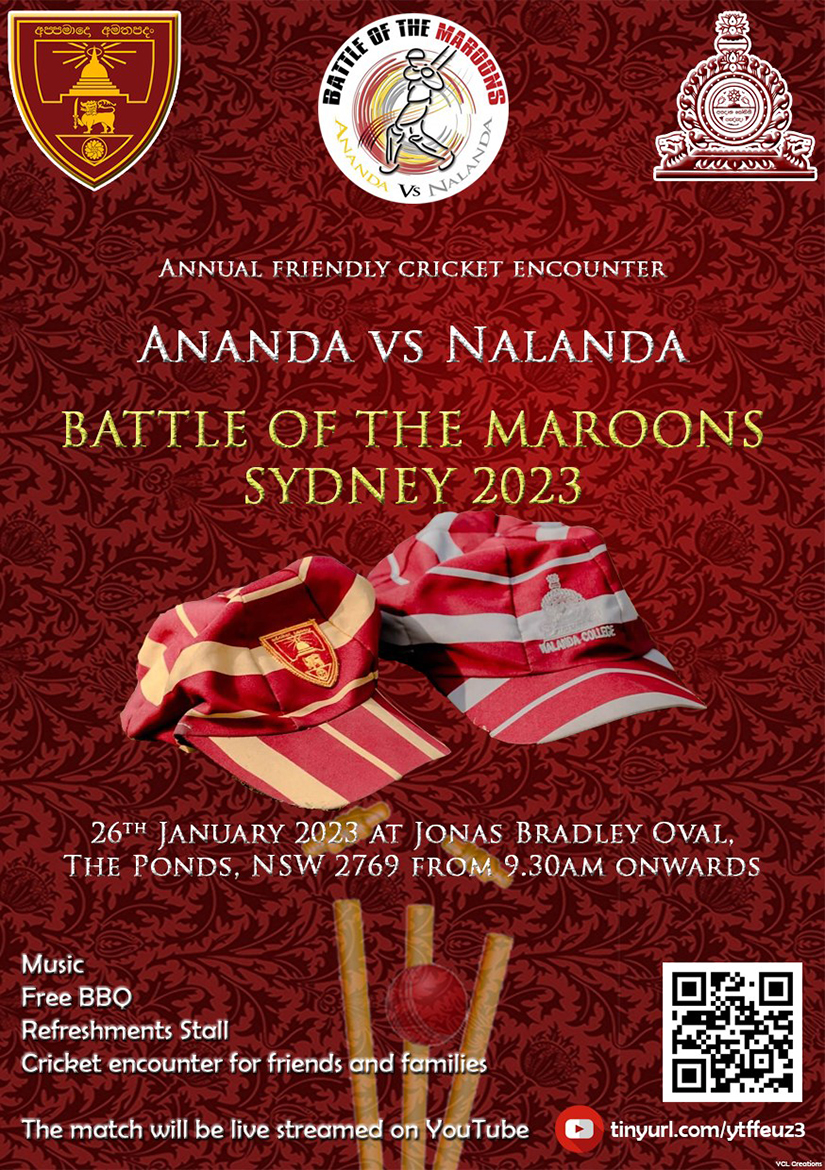 අප්පමාදො අමතපදං
BATTLE OF THE MAROONS
ANANDA VS NALANDA
ANNUAL FRIENDLY CRICKET ENCOUNTER
ANANDA VS NALANDA
BATTLE OF THE MAROONS
SYDNEY 2023
NALANDA COLLEGE
26TH JANUARY 2023 AT JONAS BRADLEY OVAL,
THE PONDS, NSW 2769 FROM 9.30AM ONWARDS
Music
Free BBQ
Refreshments Stall
Cricket encounter for friends and families
The match will be live streamed on YouTube
tinyurl.com/ytffeuz3
VCL Creations